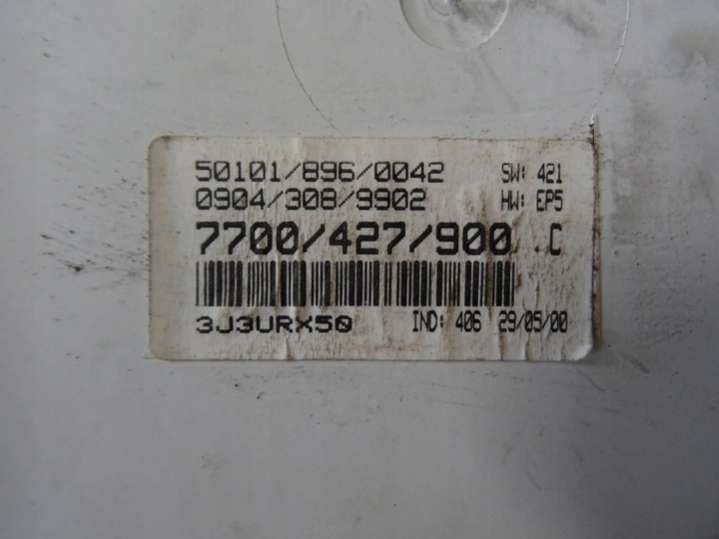 50101/896/0042 SW: 421
0904/308/9902 HW: EP5
7700/427/900 C
3J3URX50 IND: 406 29/05/00